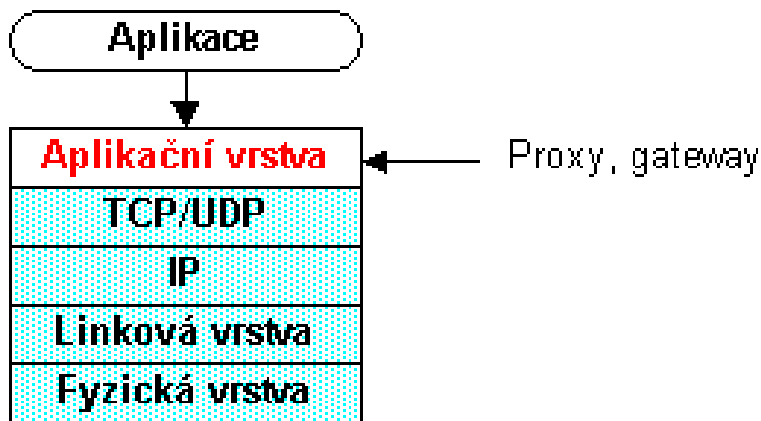 Aplikace
Aplikační vrstva
Proxy, gateway
TCP/UDP
IP
Linková vrstva
Fyzická vrstva